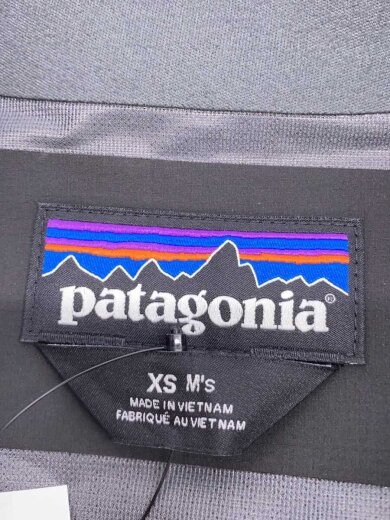 patagonia®
XS M's
MADE IN VIETNAM
FABRIQUÉ AU VIETNAM